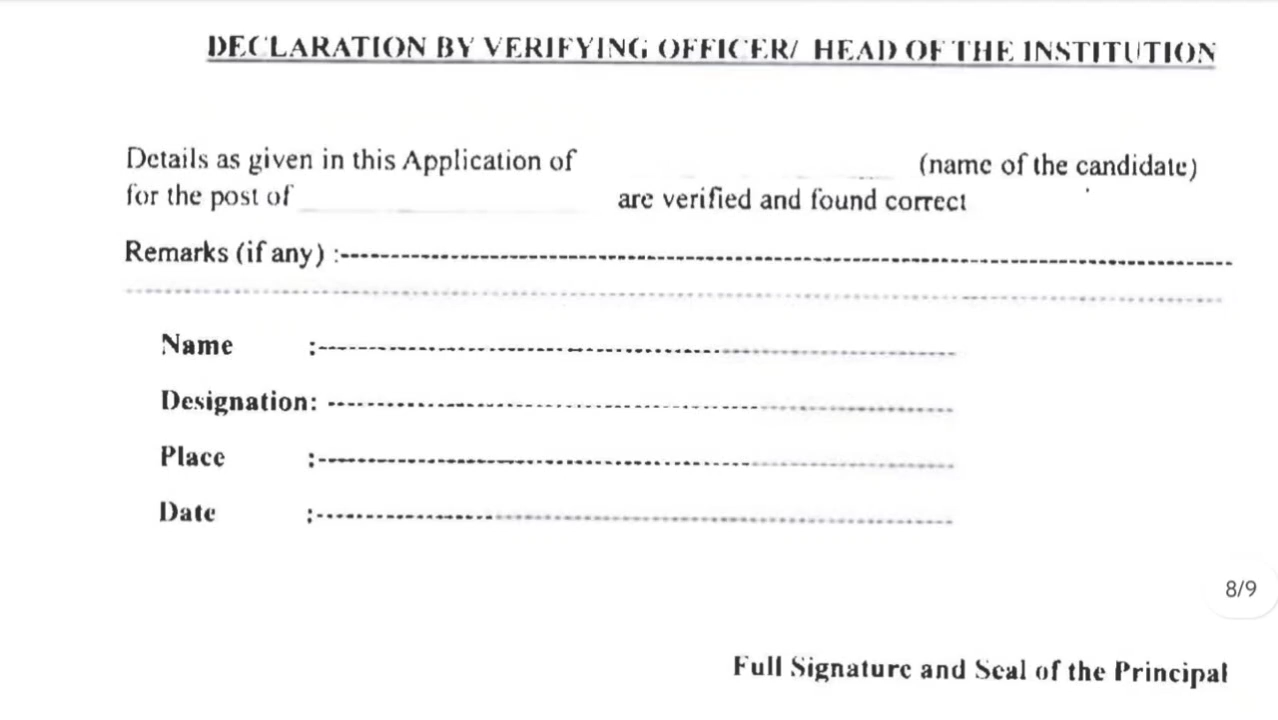 DECLARATION BY VERIFYING OFFICER/ HEAD OF THE INSTITUTION
Details as given in this Application of ____________ (name of the candidate)
for the post of ____________ are verified and found correct
Remarks (if any) :--------------------------------------------------
--------------------------------------------------
Name :----------------------------------------
Designation: ----------------------------------------
Place :----------------------------------------
Date :----------------------------------------
8/9
Full Signature and Seal of the Principal